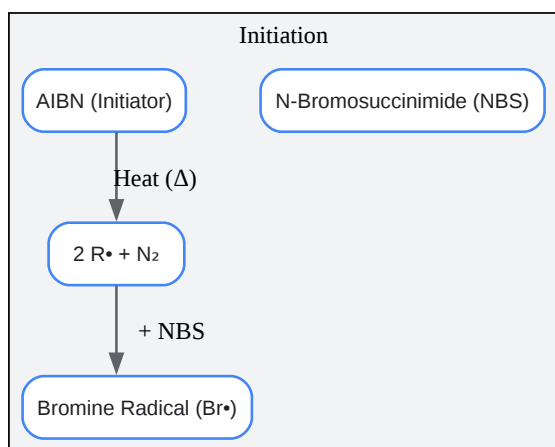 Initiation
AIBN (Initiator)
N-Bromosuccinimide (NBS)
Heat (Δ)
2 R• + N₂
+ NBS
Bromine Radical (Br•)